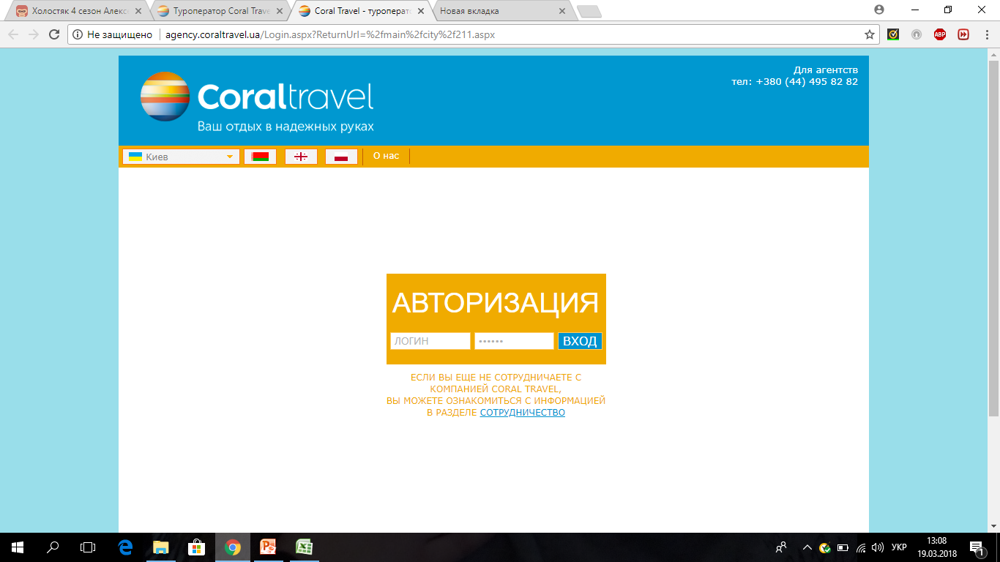 Холостяк 4 сезон Алекс
Туроператор Coral Trave
Coral Travel - туроперато
Новая вкладка
Не защищено
agency.coraltravel.ua/Login.aspx?ReturnUrl=%2fmain%2fcity%2f211.aspx
ABP
Для агентств
тел: +380 (44) 495 82 82
Coraltravel
Ваш отдых в надежных руках
Киев
О нас
АВТОРИЗАЦИЯ
ЛОГИН
ВХОД
ЕСЛИ ВЫ ЕЩЕ НЕ СОТРУДНИЧАЕТЕ С
КОМПАНИЕЙ CORAL TRAVEL,
ВЫ МОЖЕТЕ ОЗНАКОМИТЬСЯ С ИНФОРМАЦИЕЙ
В РАЗДЕЛЕ СОТРУДНИЧЕСТВО
УКР
13:08
19.03.2018
1